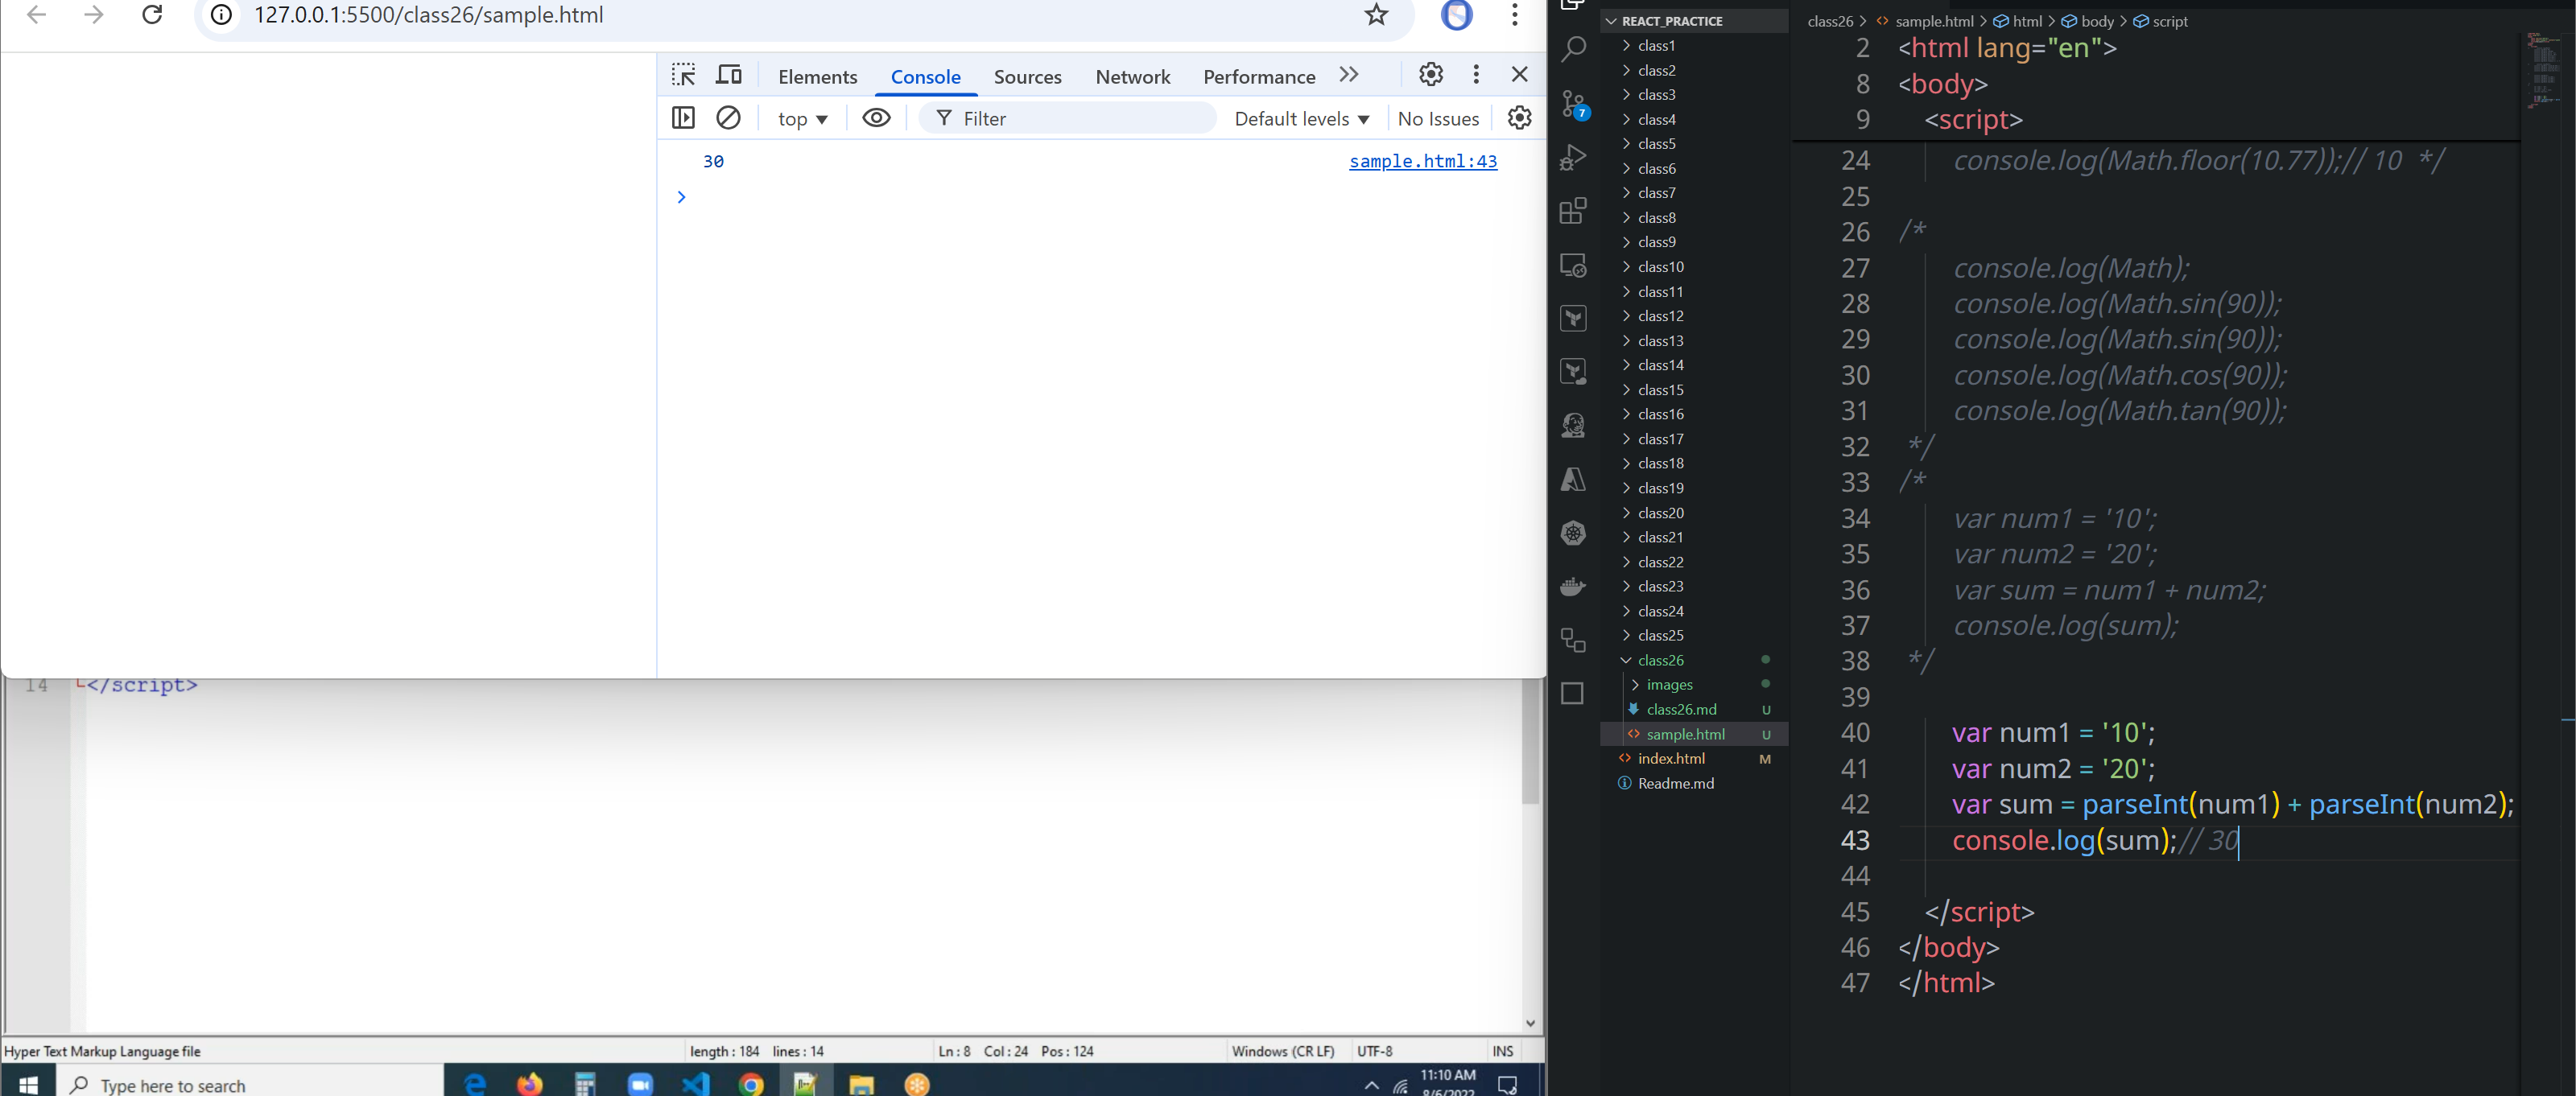 127.0.0.1:5500/class26/sample.html
Elements
Console
Sources
Network
Performance
top
Filter
Default levels
No Issues
30
sample.html:43
14
</script>
Hyper Text Markup Language file
length : 184 lines : 14
Ln : 8 Col : 24 Pos : 124
Windows (CR LF)
UTF-8
INS
Type here to search
11:10 AM
8/6/2022
7
REACT_PRACTICE
class1
class2
class3
class4
class5
class6
class7
class8
class9
class10
class11
class12
class13
class14
class15
class16
class17
class18
class19
class20
class21
class22
class23
class24
class25
class26
images
class26.md U
sample.html U
index.html M
Readme.md
class26 > sample.html > html > body > script
2 <html lang="en">
8 <body>
9 <script>
24 console.log(Math.floor(10.77));// 10 */
25
26 /*
27 console.log(Math);
28 console.log(Math.sin(90));
29 console.log(Math.sin(90));
30 console.log(Math.cos(90));
31 console.log(Math.tan(90));
32 */
33 /*
34 var num1 = '10';
35 var num2 = '20';
36 var sum = num1 + num2;
37 console.log(sum);
38 */
39
40 var num1 = '10';
41 var num2 = '20';
42 var sum = parseInt(num1) + parseInt(num2);
43 console.log(sum);// 30
44
45 </script>
46 </body>
47 </html>